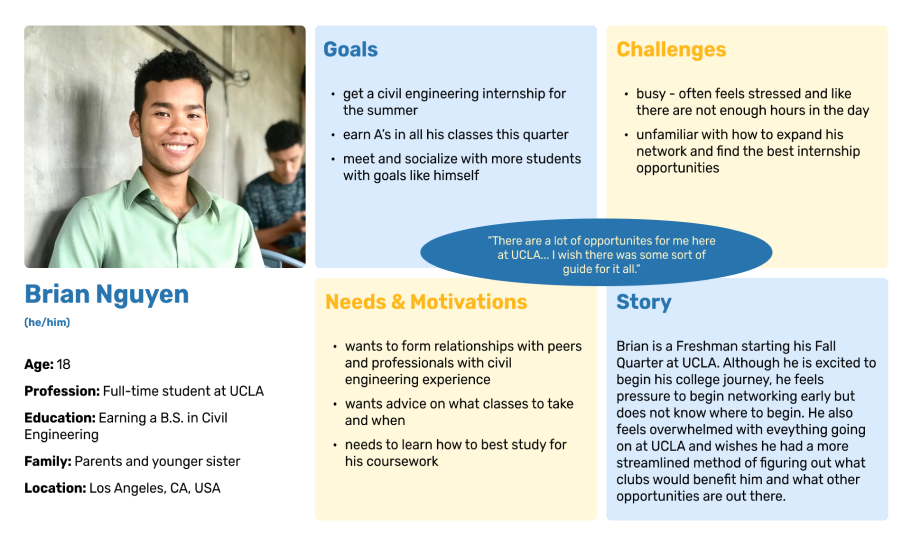 Goals
• get a civil engineering internship for
the summer
• earn A's in all his classes this quarter
• meet and socialize with more students
with goals like himself
Challenges
• busy - often feels stressed and like
there are not enough hours in the day
• unfamiliar with how to expand his
network and find the best internship
opportunities
"There are a lot of opportunites for me here
at UCLA... I wish there was some sort of
guide for it all."
Brian Nguyen
(he/him)
Age: 18
Profession: Full-time student at UCLA
Education: Earning a B.S. in Civil
Engineering
Family: Parents and younger sister
Location: Los Angeles, CA, USA
Needs & Motivations
• wants to form relationships with peers
and professionals with civil
engineering experience
• wants advice on what classes to take
and when
• needs to learn how to best study for
his coursework
Story
Brian is a Freshman starting his Fall
Quarter at UCLA. Although he is excited to
begin his college journey, he feels
pressure to begin networking early but
does not know where to begin. He also
feels overwhelmed with eveything going
on at UCLA and wishes he had a more
streamlined method of figuring out what
clubs would benefit him and what other
opportunities are out there.